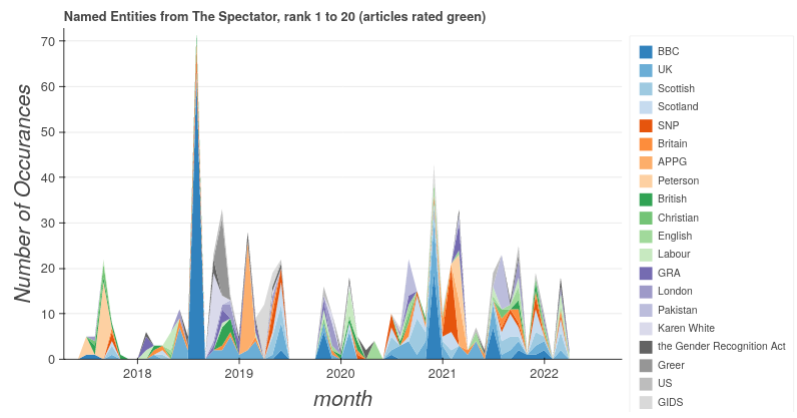 Named Entities from The Spectator, rank 1 to 20 (articles rated green)
Number of Occurances
70
60
50
40
30
20
10
0
2018
2019
2020
2021
2022
month
BBC
UK
Scottish
Scotland
SNP
Britain
APPG
Peterson
British
Christian
English
Labour
GRA
London
Pakistan
Karen White
the Gender Recognition Act
Greer
US
GIDS